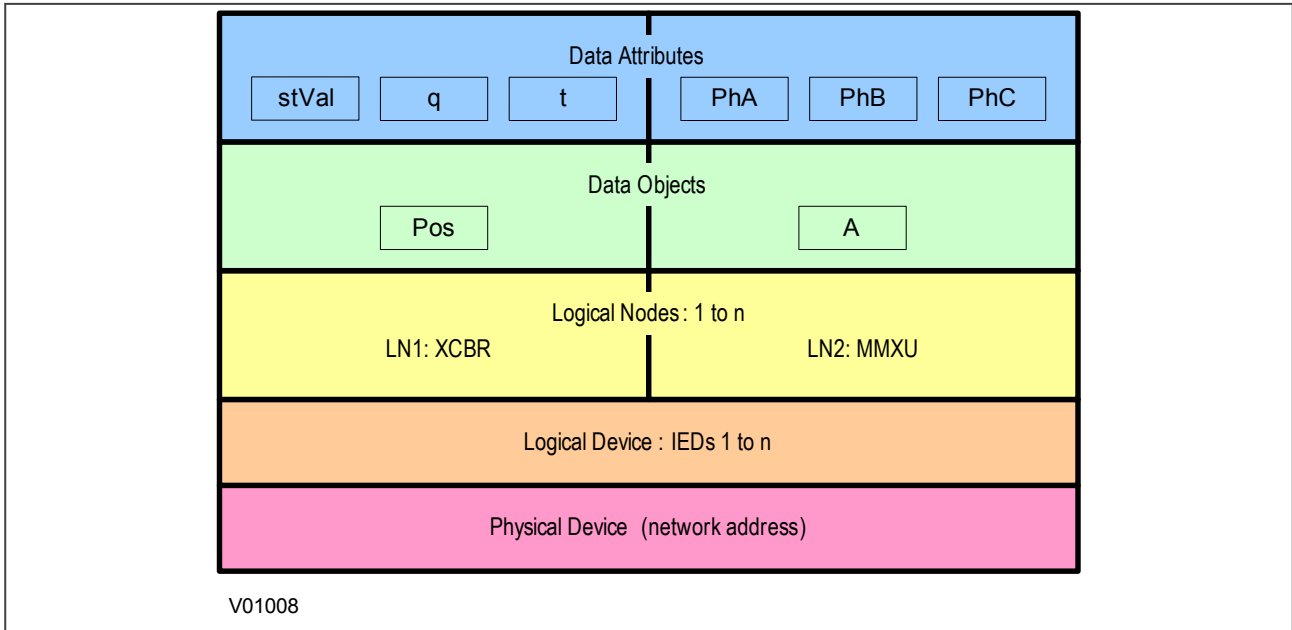 Data Attributes
stVal q t PhA PhB PhC
Data Objects
Pos A
Logical Nodes : 1 to n
LN1: XCBR LN2: MMXU
Logical Device : IEDs 1 to n
Physical Device (network address)
V01008